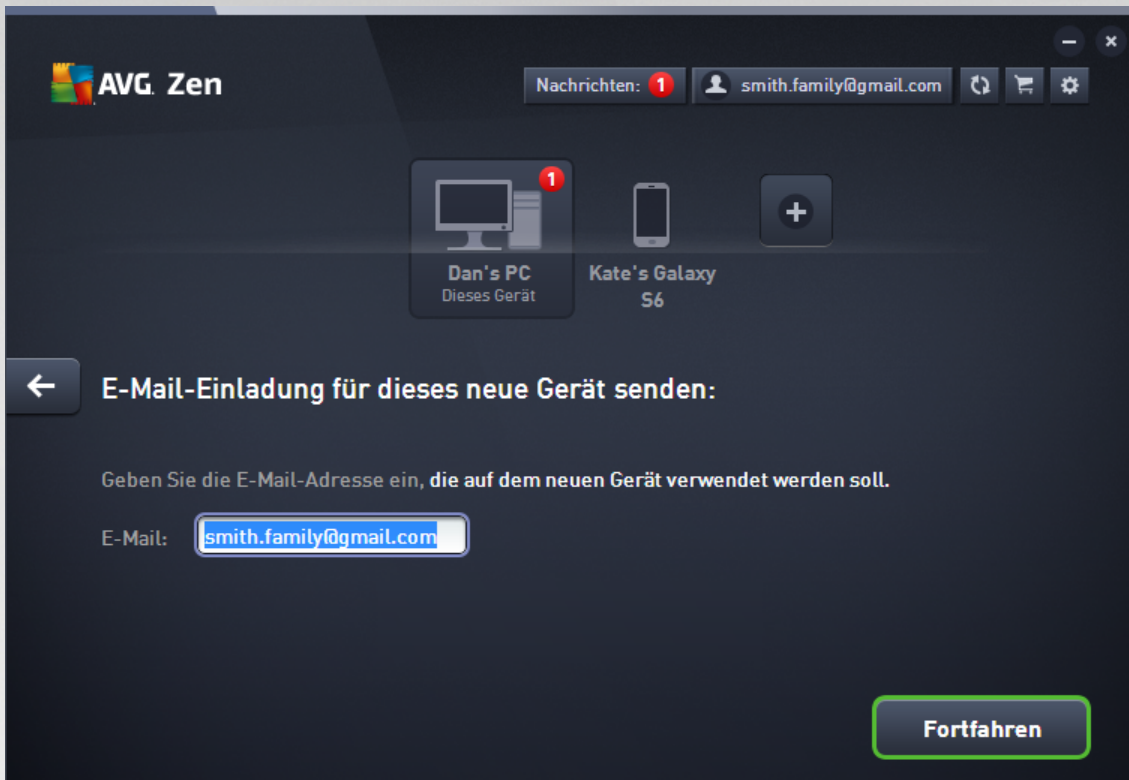 AVG. Zen
Nachrichten: 1
smith.family@gmail.com
1
Dan's PC
Dieses Gerät
Kate's Galaxy
S6
E-Mail-Einladung für dieses neue Gerät senden:
Geben Sie die E-Mail-Adresse ein, die auf dem neuen Gerät verwendet werden soll.
E-Mail: smith.family@gmail.com
Fortfahren